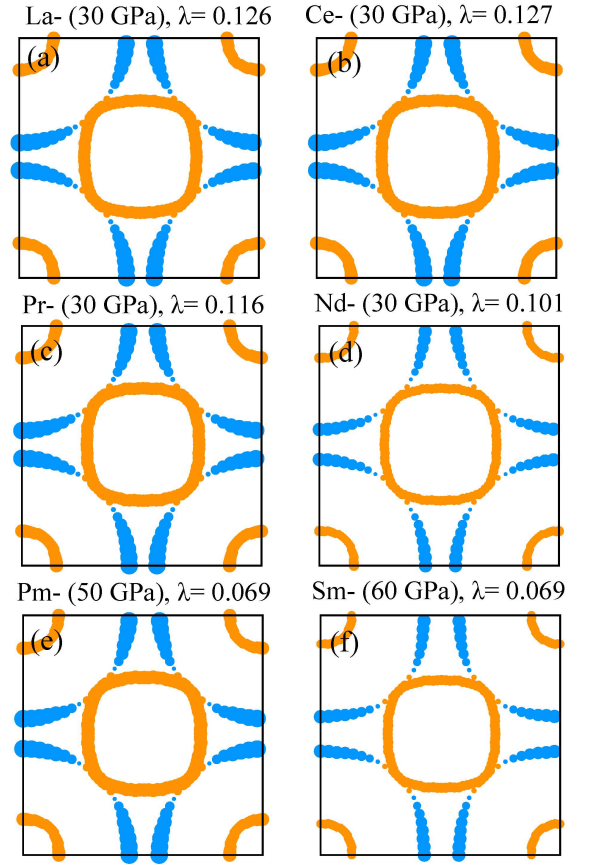 La- (30 GPa), λ= 0.126
Ce- (30 GPa), λ= 0.127
(a)
(b)
Pr- (30 GPa), λ= 0.116
Nd- (30 GPa), λ= 0.101
(c)
(d)
Pm- (50 GPa), λ= 0.069
Sm- (60 GPa), λ= 0.069
(e)
(f)